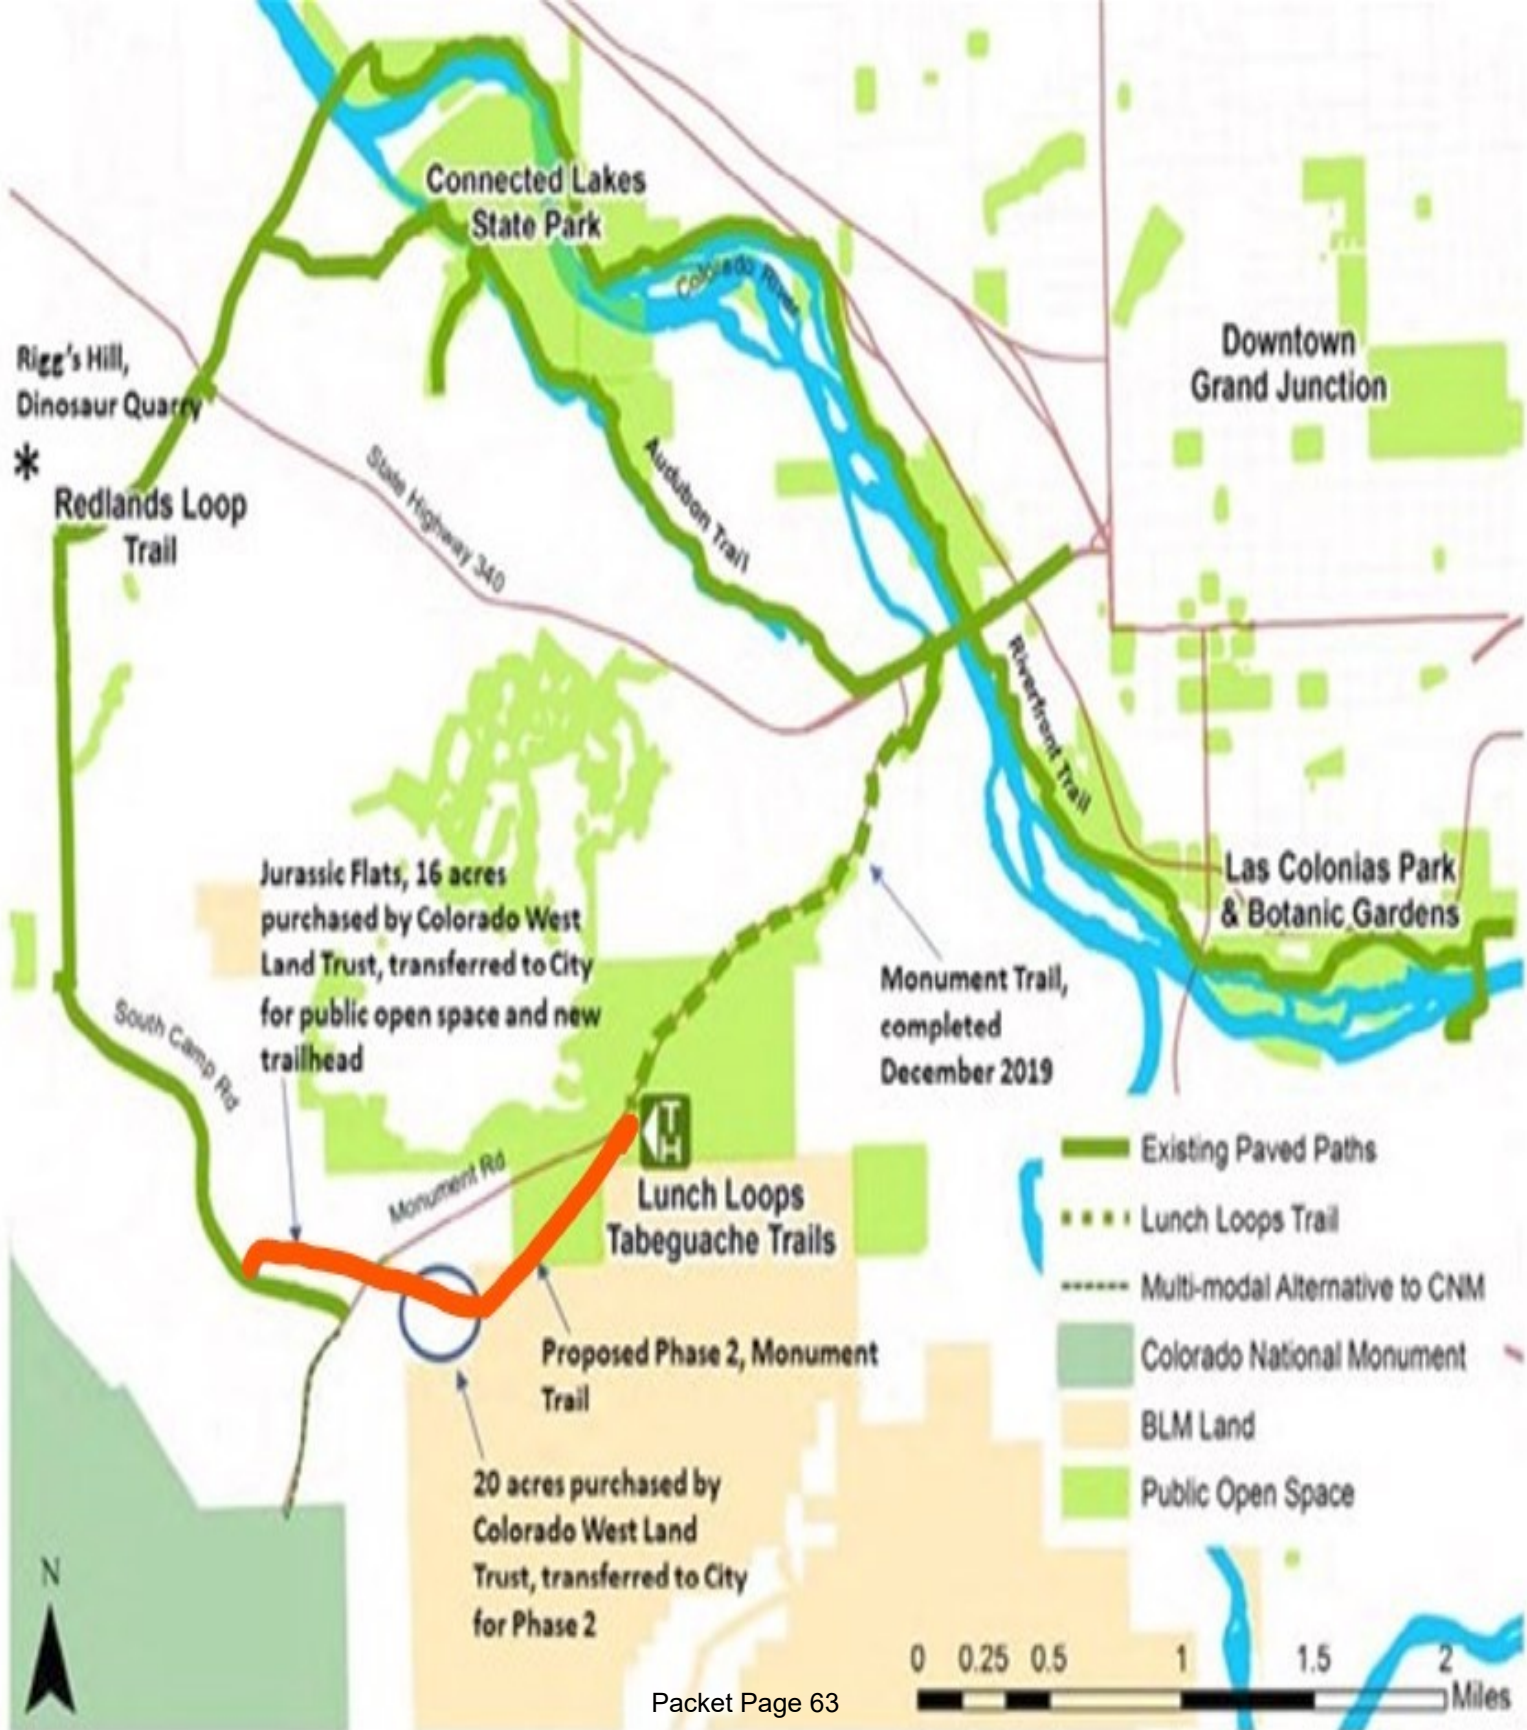 Connected Lakes
State Park
Colorado River
Downtown
Grand Junction
Rigg's Hill,
Dinosaur Quarry
*
Redlands Loop
Trail
State Highway 340
Audubon Trail
Riverfront Trail
Jurassic Flats, 16 acres
purchased by Colorado West
Land Trust, transferred to City
for public open space and new
trailhead
Las Colonias Park
& Botanic Gardens
Monument Trail,
completed
December 2019
South Camp Rd
Monument Rd
TH
Lunch Loops
Tabeguache Trails
Proposed Phase 2, Monument
Trail
20 acres purchased by
Colorado West Land
Trust, transferred to City
for Phase 2
Existing Paved Paths
Lunch Loops Trail
Multi-modal Alternative to CNM
Colorado National Monument
BLM Land
Public Open Space
N
0 0.25 0.5 1 1.5 2
Miles
Packet Page 63